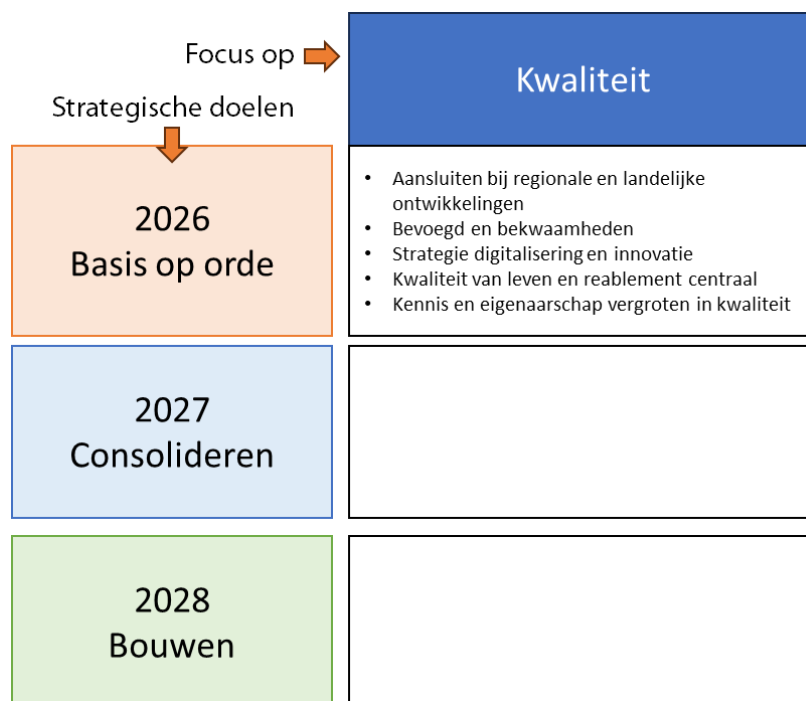 Focus op
Kwaliteit
Strategische doelen
2026
Basis op orde
• Aansluiten bij regionale en landelijke
ontwikkelingen
• Bevoegd en bekwaamheden
• Strategie digitalisering en innovatie
• Kwaliteit van leven en reablement centraal
• Kennis en eigenaarschap vergroten in kwaliteit
2027
Consolideren
2028
Bouwen